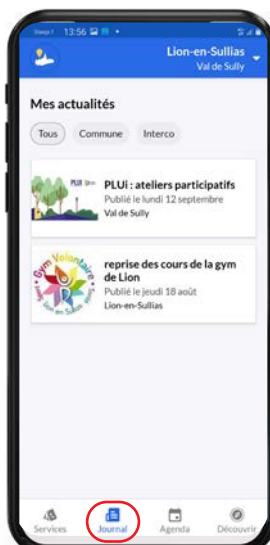 13:56
Lion-en-Sullias
Val de Sully
Mes actualités
Tous Commune Interco
PLUi : ateliers participatifs
Publié le lundi 12 septembre
Val de Sully
Gym Volontaire
reprise des cours de la gym
de Lion
Publié le jeudi 18 août
Lion-en-Sullias
Services Journal Agenda Découvrir